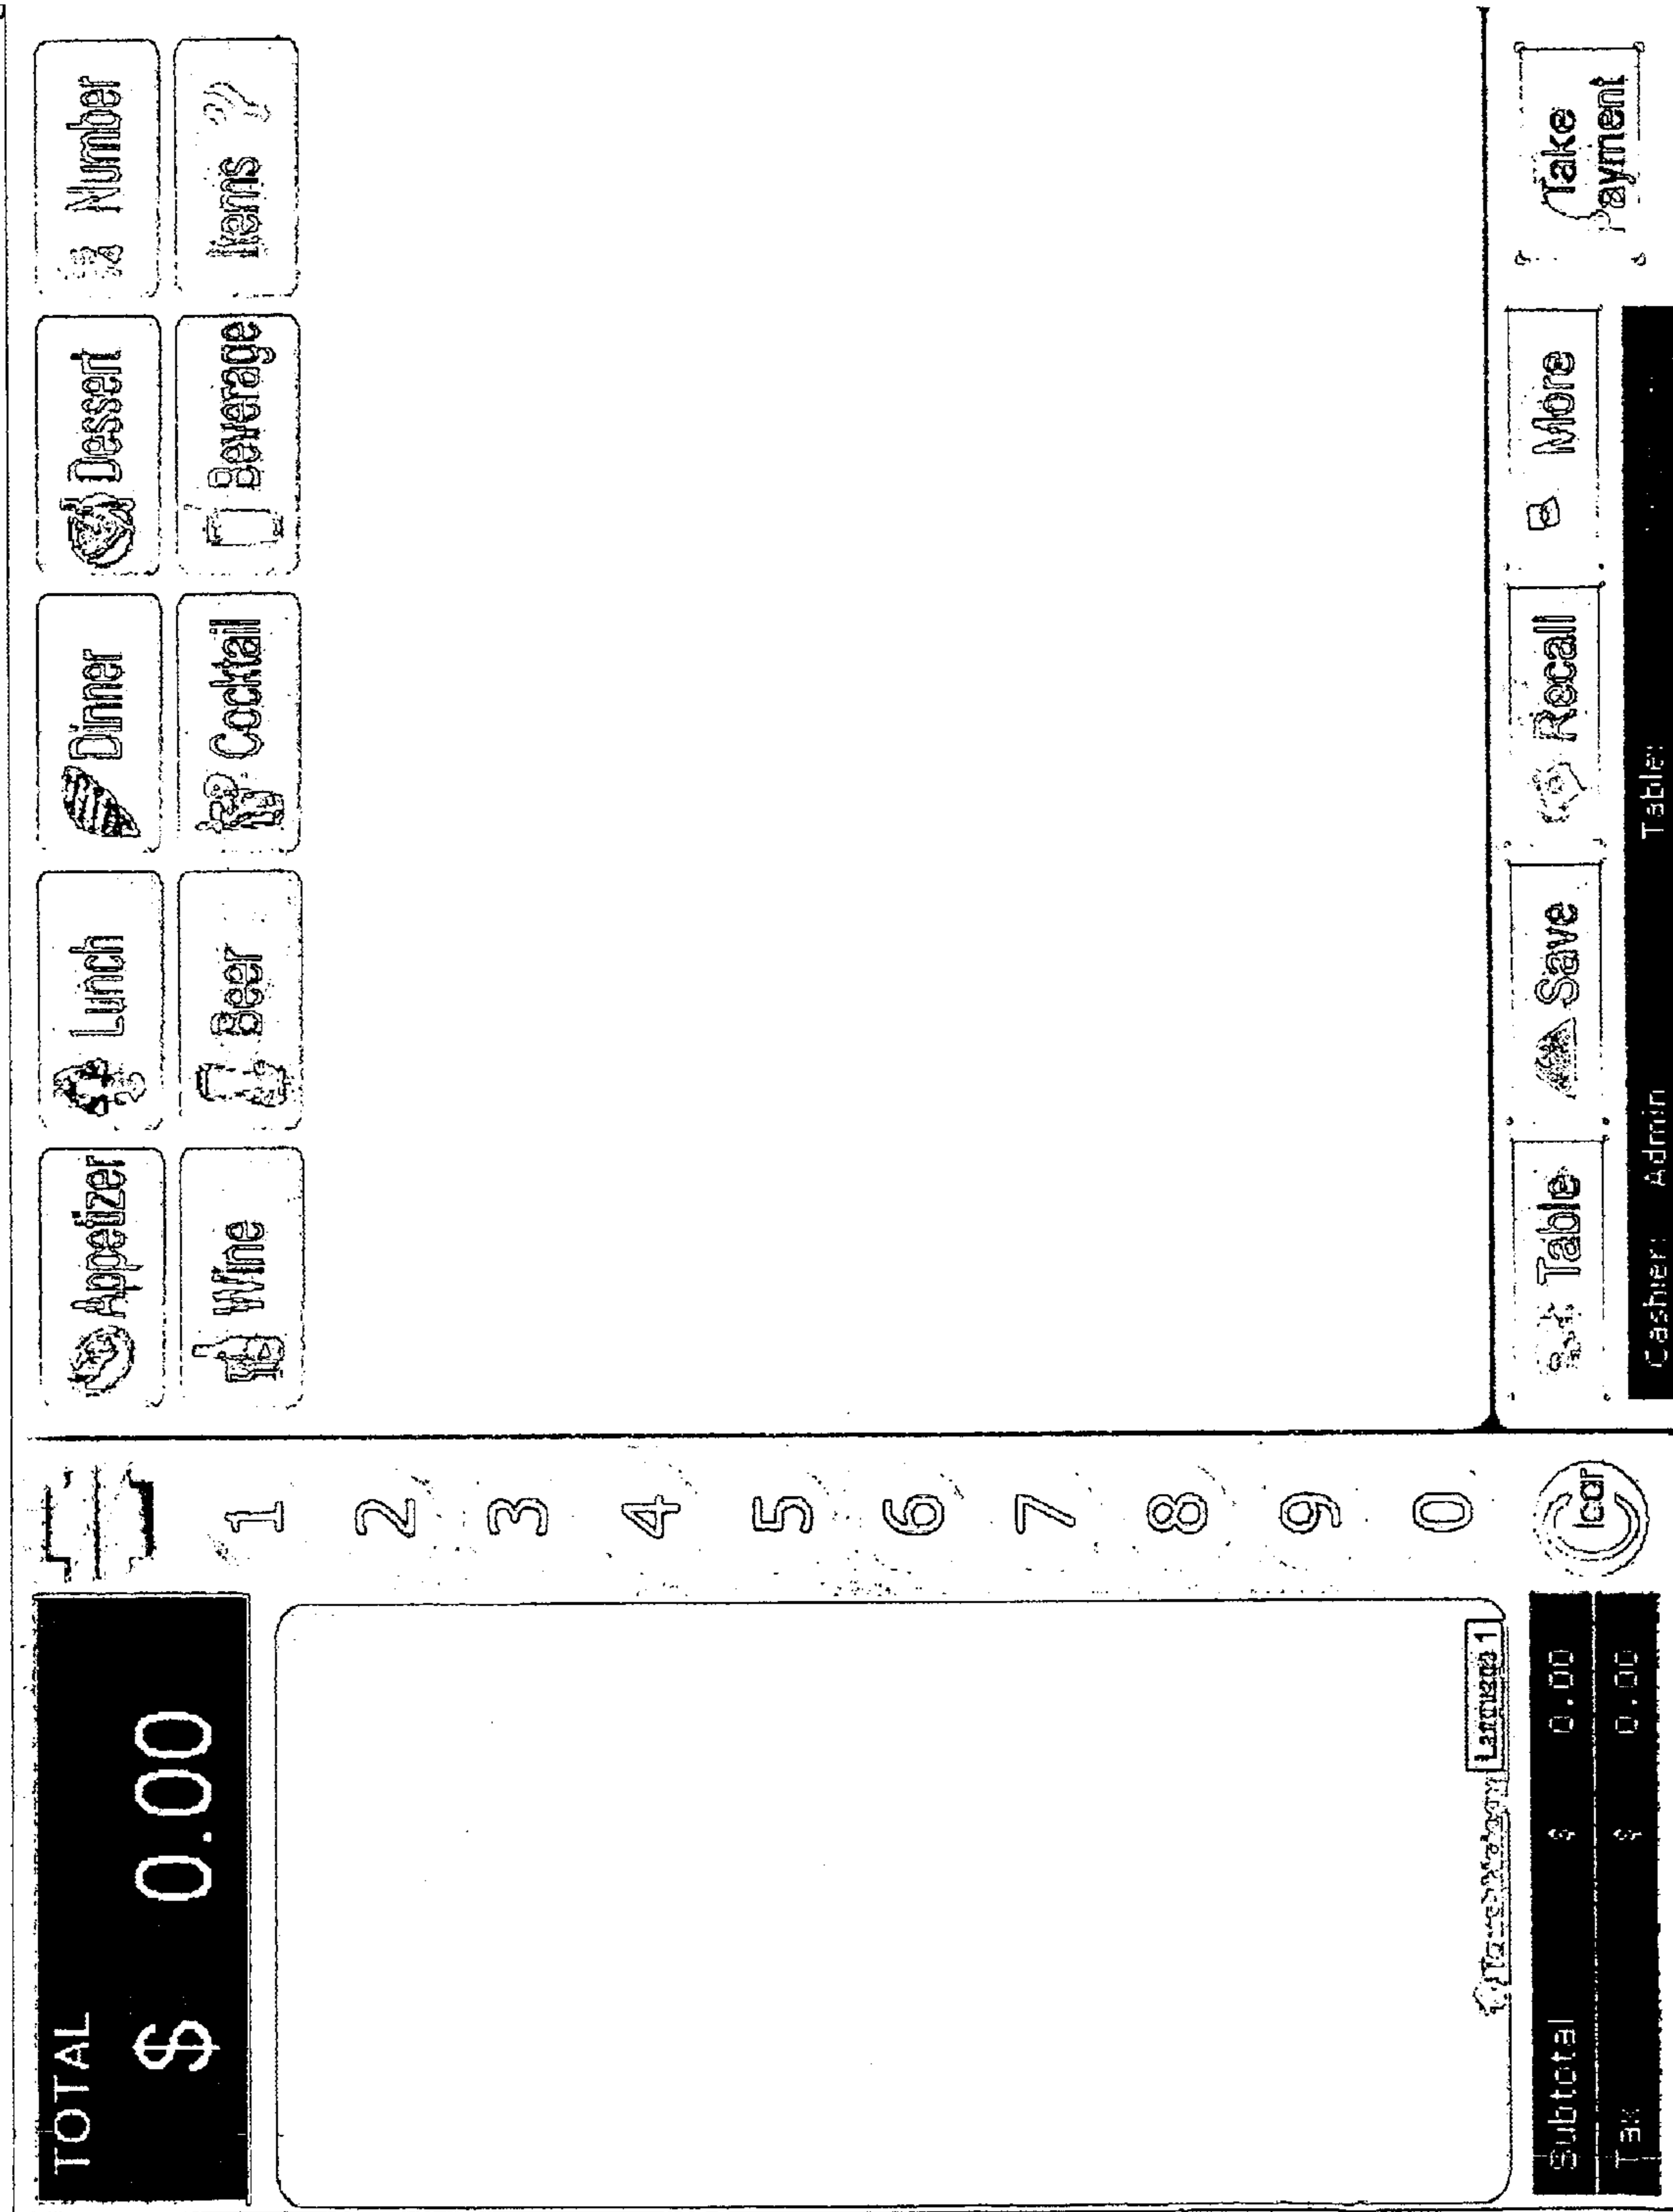 TOTAL
$ 0.00
1
2
3
4
5
6
7
8
9
0
Language 1
Subtotal $ 0.00
Tax $ 0.00
Clear
Appetizer Lunch Dinner Dessert Number
Wine Beer Cocktail Beverage Items
Table Save Recall More Take Payment
Cashier: Admin Table: